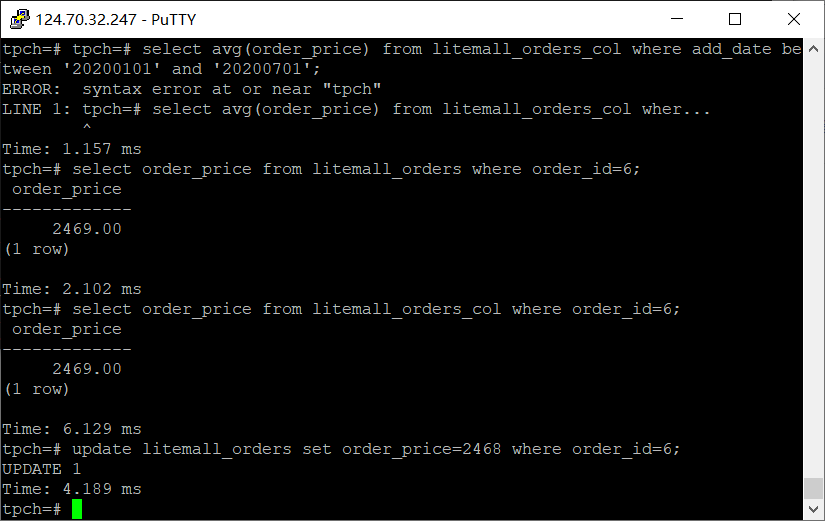 124.70.32.247 - PuTTY
tpch=# tpch=# select avg(order_price) from litemall_orders_col where add_date be
tween '20200101' and '20200701';
ERROR:  syntax error at or near "tpch"
LINE 1: tpch=# select avg(order_price) from litemall_orders_col wher...
        ^
Time: 1.157 ms
tpch=# select order_price from litemall_orders where order_id=6;
 order_price
-------------
     2469.00
(1 row)

Time: 2.102 ms
tpch=# select order_price from litemall_orders_col where order_id=6;
 order_price
-------------
     2469.00
(1 row)

Time: 6.129 ms
tpch=# update litemall_orders set order_price=2468 where order_id=6;
UPDATE 1
Time: 4.189 ms
tpch=#